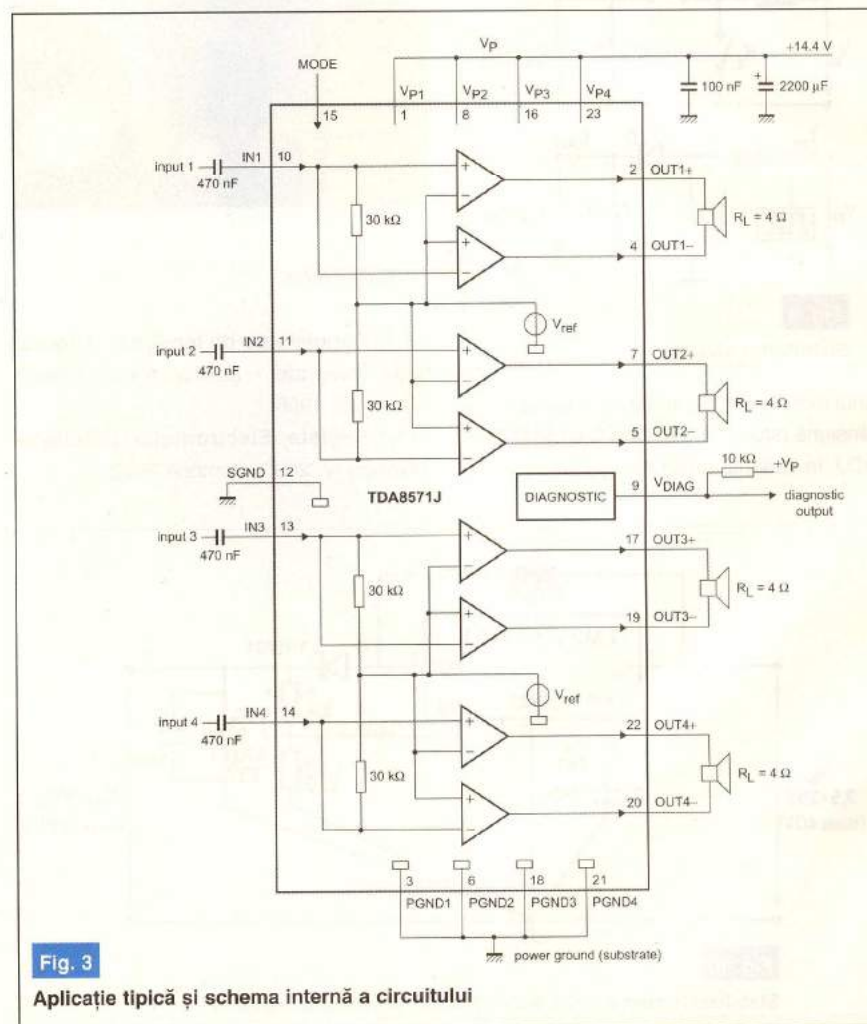 +14.4 V
VP
MODE
VP1 VP2 VP3 VP4
100 nF
2200 µF
+
15 1 8 16 23
input 1
IN1 10
470 nF
+
2 OUT1+
−
30 kΩ
RL = 4 Ω
+
4 OUT1−
−
Vref
input 2
IN2 11
470 nF
+
7 OUT2+
−
30 kΩ
RL = 4 Ω
+
5 OUT2−
−
SGND 12
TDA8571J
DIAGNOSTIC
9 VDIAG
10 kΩ
+VP
diagnostic
output
input 3
IN3 13
470 nF
+
17 OUT3+
−
30 kΩ
RL = 4 Ω
+
19 OUT3−
−
Vref
input 4
IN4 14
470 nF
+
22 OUT4+
−
30 kΩ
RL = 4 Ω
+
20 OUT4−
−
3 6 18 21
PGND1 PGND2 PGND3 PGND4
power ground (substrate)
Fig. 3
Aplicație tipică și schema internă a circuitului